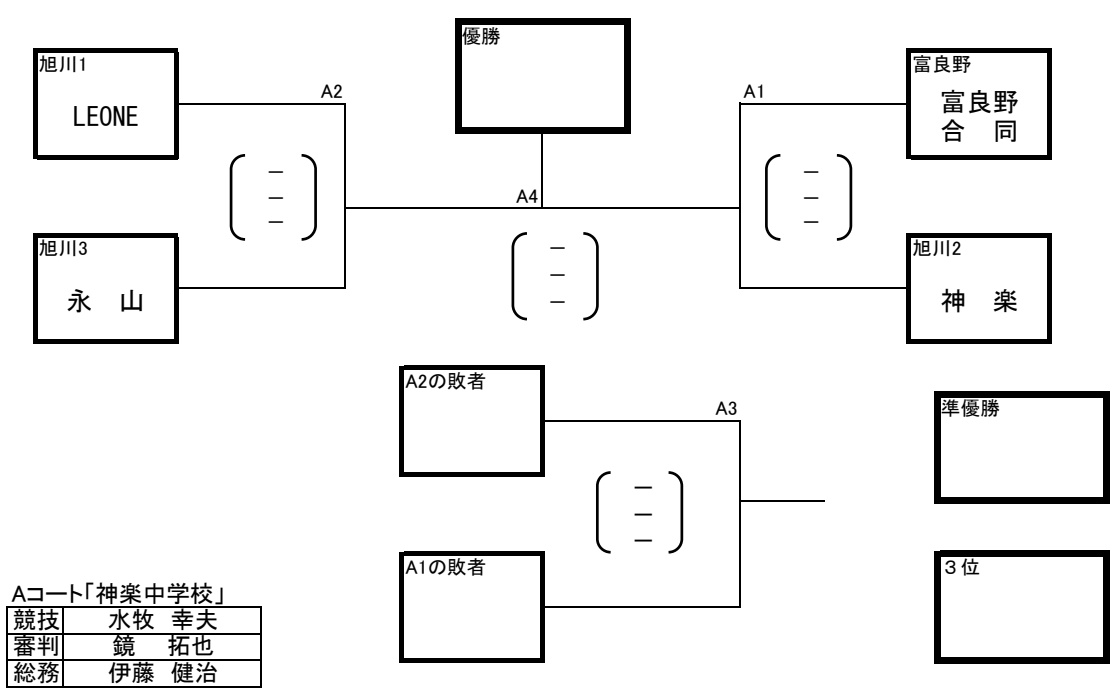 優勝
旭川1
LEONE
A2
A1
富良野
富良野
合　同
－
－
－
－
－
－
A4
旭川3
永　山
－
－
－
旭川2
神　楽
A2の敗者
A3
準優勝
－
－
－
A1の敗者
３位
Aコート「神楽中学校」
競技 水牧　幸夫
審判 鏡　拓也
総務 伊藤　健治